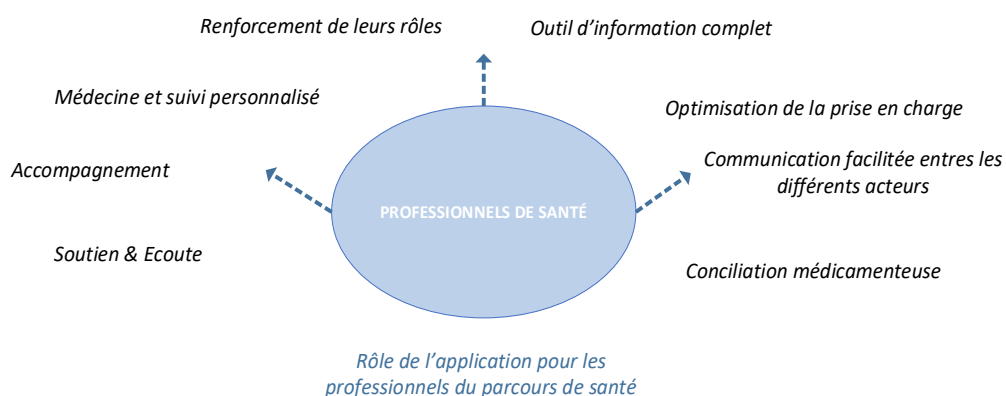 Renforcement de leurs rôles
Outil d’information complet
Médecine et suivi personnalisé
Optimisation de la prise en charge
Accompagnement
Communication facilitée entres les
différents acteurs
PROFESSIONNELS DE SANTÉ
Soutien & Ecoute
Conciliation médicamenteuse
Rôle de l’application pour les
professionnels du parcours de santé